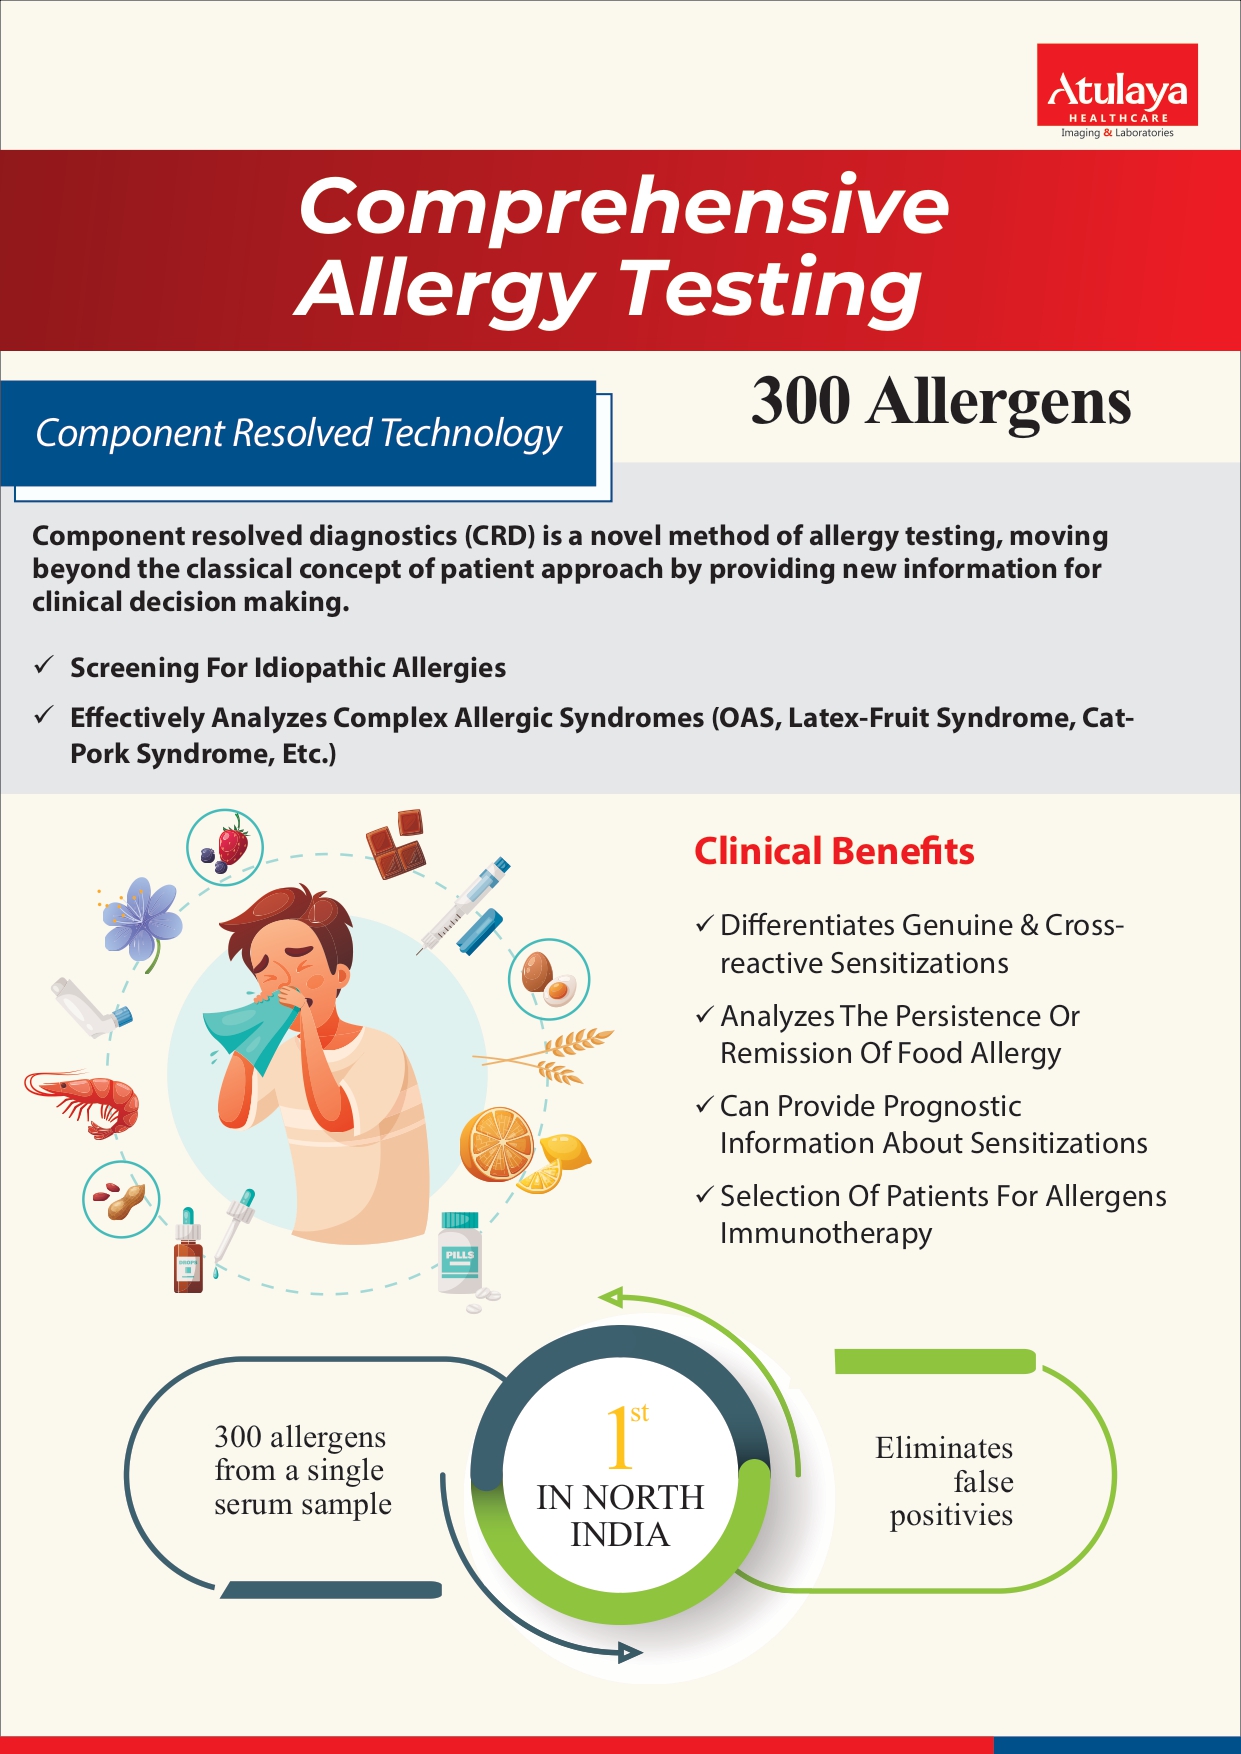 Atulaya
HEALTHCARE
Imaging & Laboratories
Comprehensive
Allergy Testing
300 Allergens
Component Resolved Technology
Component resolved diagnostics (CRD) is a novel method of allergy testing, moving
beyond the classical concept of patient approach by providing new information for
clinical decision making.
✓ Screening For Idiopathic Allergies
✓ Effectively Analyzes Complex Allergic Syndromes (OAS, Latex-Fruit Syndrome, Cat-
Pork Syndrome, Etc.)
Clinical Benefits
✓ Differentiates Genuine & Cross-
reactive Sensitizations
✓ Analyzes The Persistence Or
Remission Of Food Allergy
✓ Can Provide Prognostic
Information About Sensitizations
✓ Selection Of Patients For Allergens
Immunotherapy
DROPS
PILLS
300 allergens
from a single
serum sample
1st
IN NORTH
INDIA
Eliminates
false
positivies